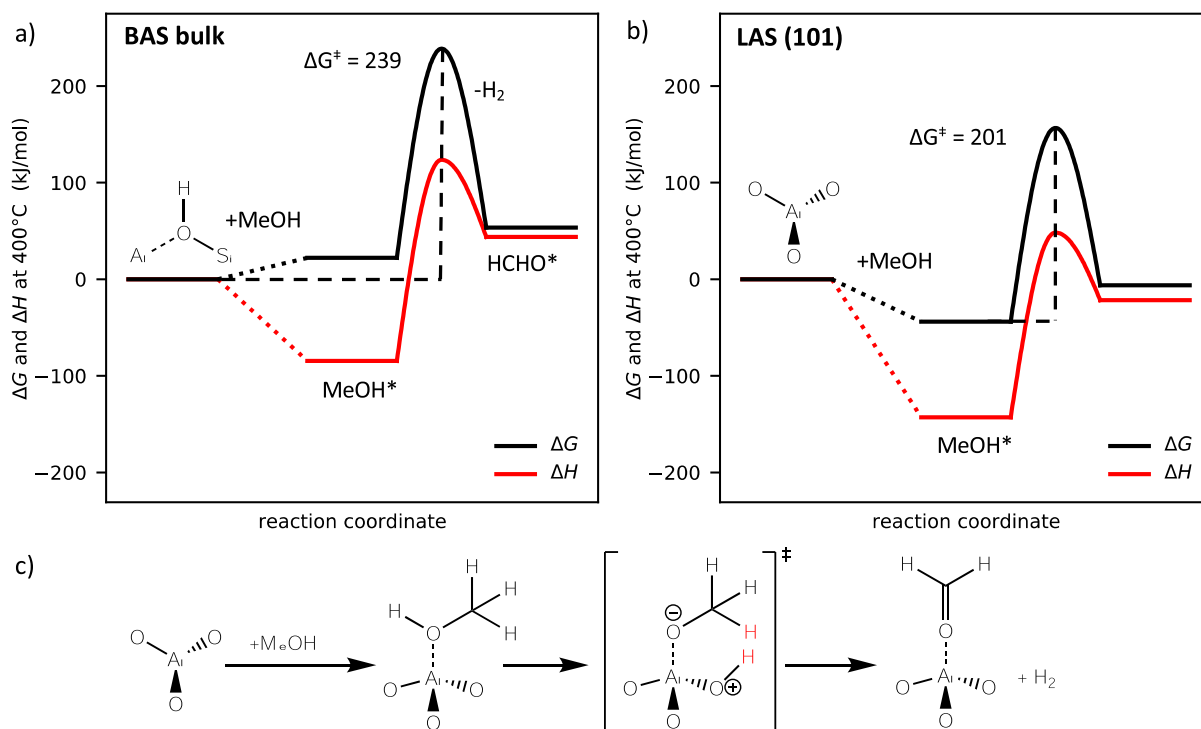 a)
BAS bulk
ΔG‡ = 239
-H₂
+MeOH
H
O
Al
Si
MeOH*
HCHO*
ΔG
ΔH
200
100
0
−100
−200
ΔG and ΔH at 400°C (kJ/mol)
reaction coordinate
b)
LAS (101)
ΔG‡ = 201
O
O
Al
O
+MeOH
MeOH*
ΔG
ΔH
200
100
0
−100
−200
ΔG and ΔH at 400°C (kJ/mol)
reaction coordinate
c)
O
O
Al
O
+MeOH
H
H
H
H
O
Al
O
O
O
‡
H
H
⊖
O
H
H
Al
O
O
⊕
O
H
H
O
Al
O
O
O
+ H₂